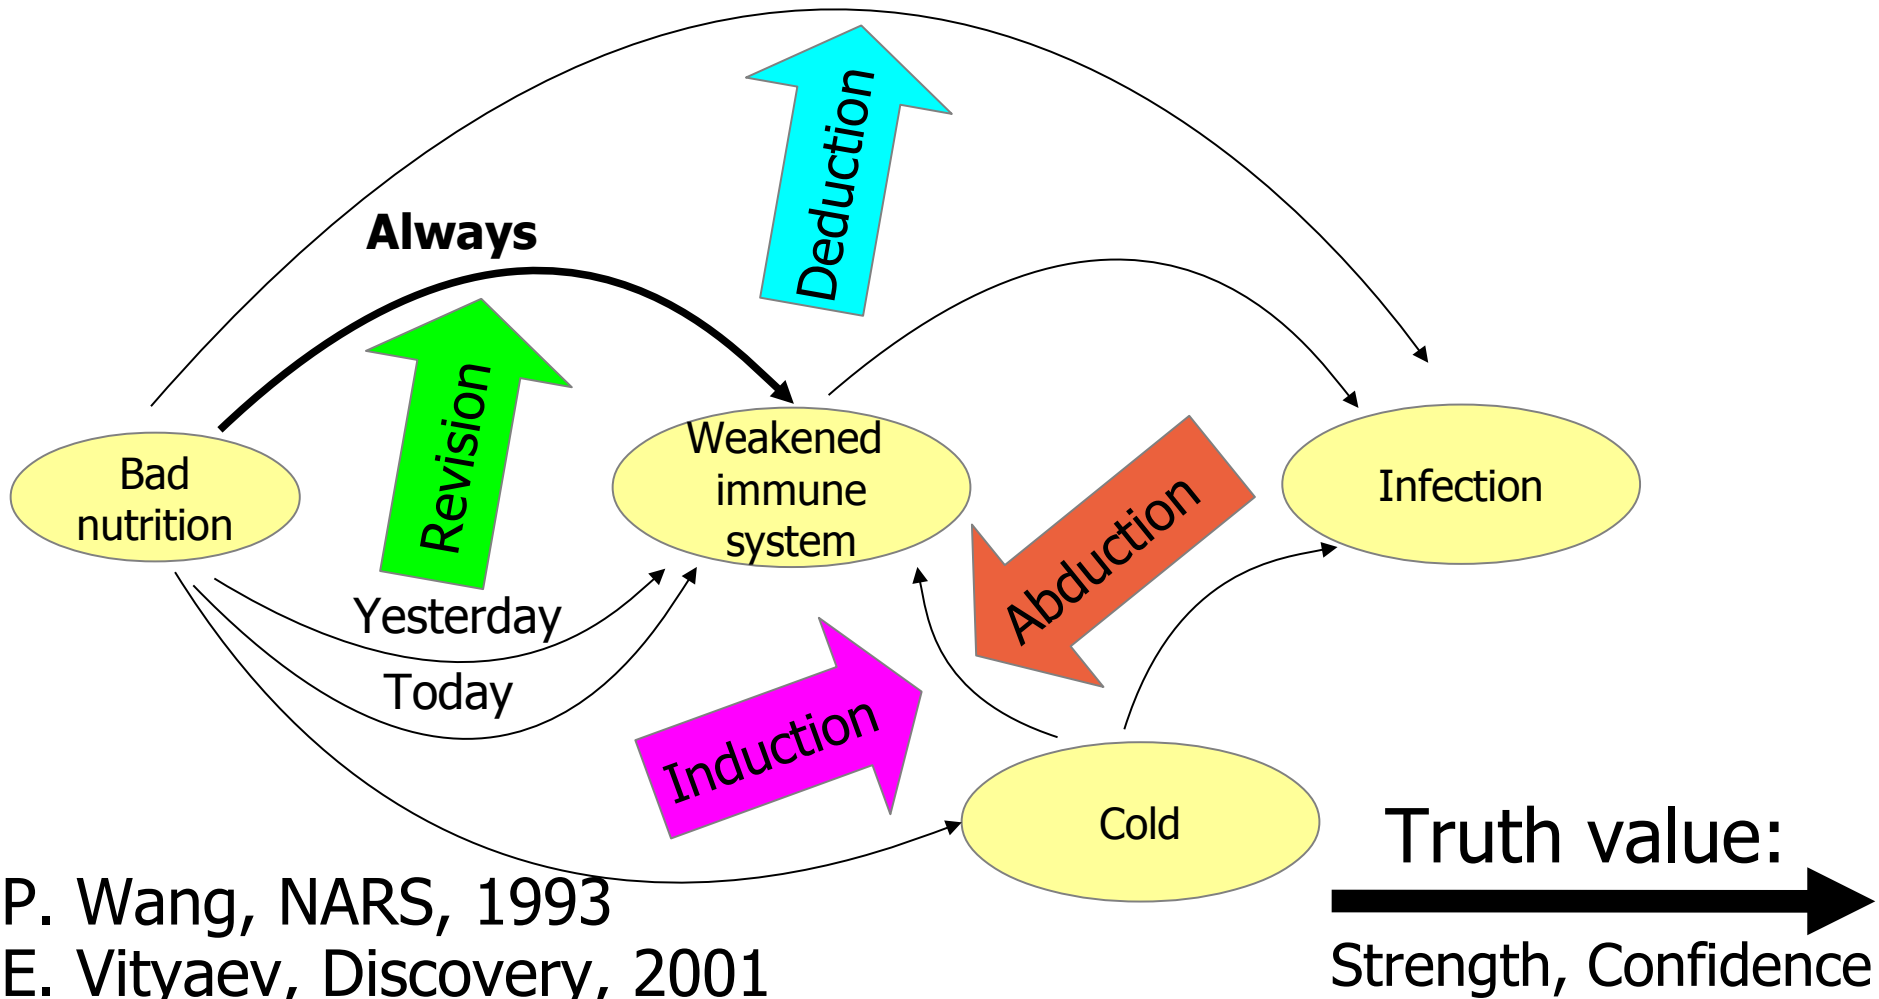 Deduction
Always
Revision
Bad
nutrition
Weakened
immune
system
Infection
Abduction
Yesterday
Today
Induction
Cold
Truth value:
Strength, Confidence
P. Wang, NARS, 1993
E. Vityaev, Discovery, 2001